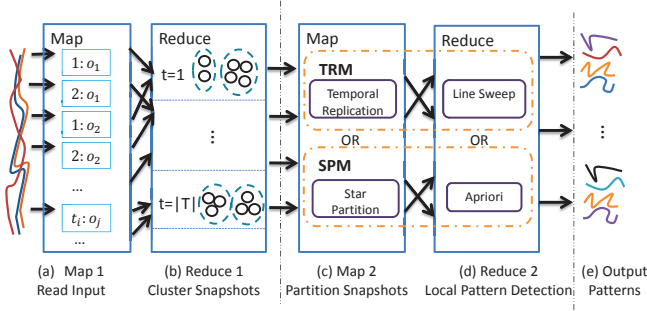 Map
Reduce
Map
Reduce
1: o1
2: o1
1: o2
2: o2
...
ti: oj
...
t=1
⋮
t=|T|
TRM
Temporal
Replication
Line Sweep
OR
OR
SPM
Star
Partition
Apriori
⋮
(a) Map 1
Read Input
(b) Reduce 1
Cluster Snapshots
(c) Map 2
Partition Snapshots
(d) Reduce 2
Local Pattern Detection
(e) Output
Patterns